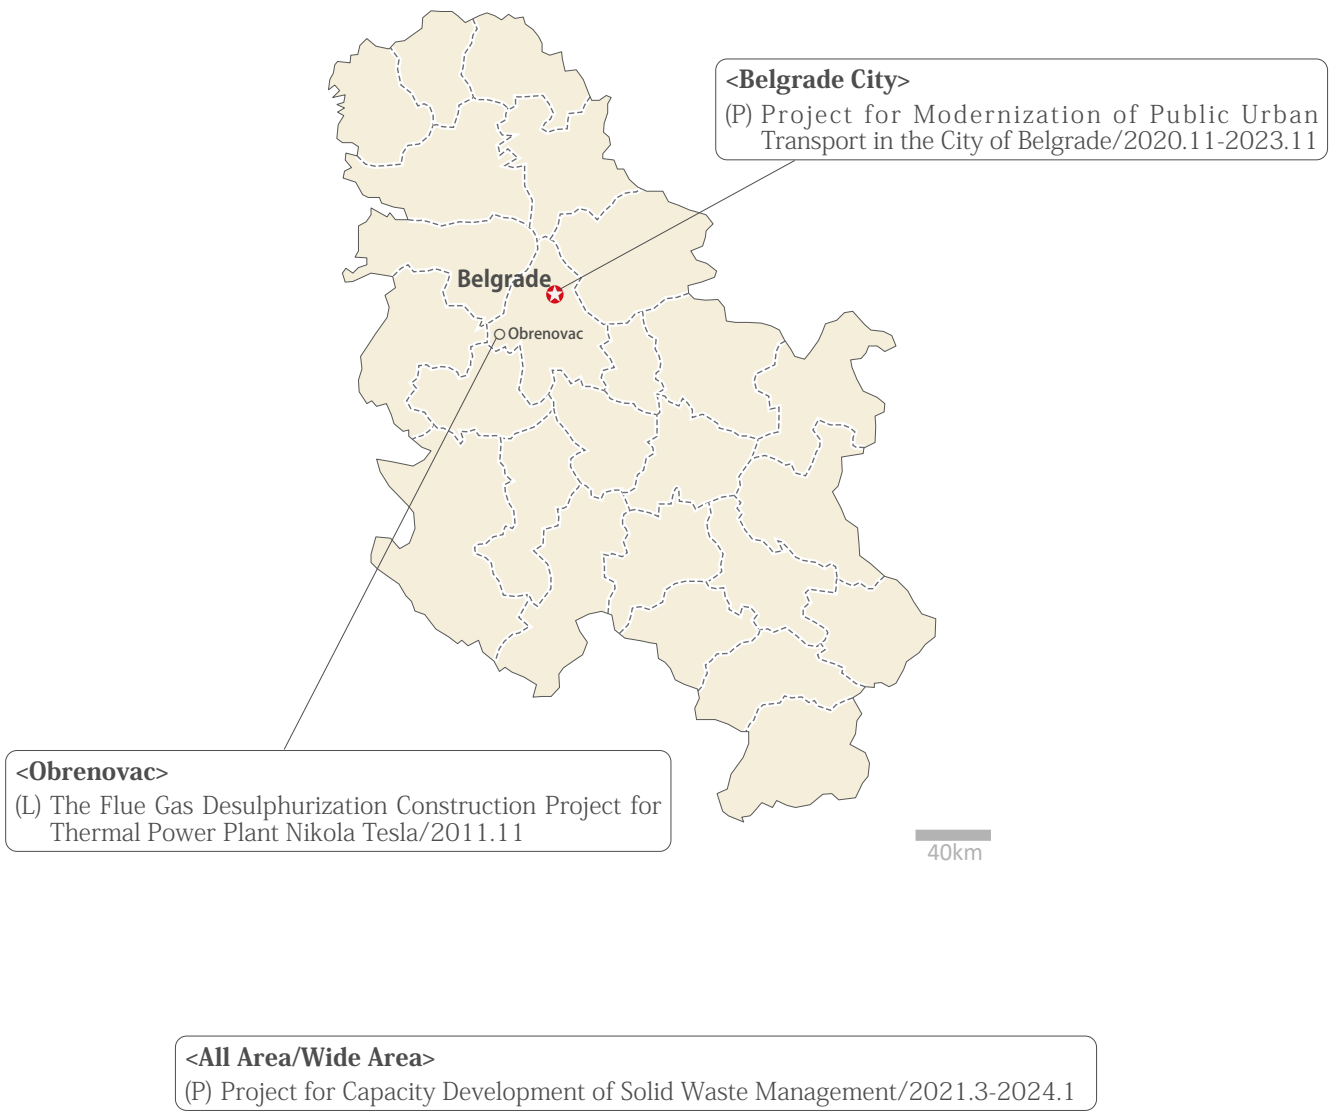 <Belgrade City>
(P) Project for Modernization of Public Urban
Transport in the City of Belgrade/2020.11-2023.11
Belgrade
Obrenovac
<Obrenovac>
(L) The Flue Gas Desulphurization Construction Project for
Thermal Power Plant Nikola Tesla/2011.11
40km
<All Area/Wide Area>
(P) Project for Capacity Development of Solid Waste Management/2021.3-2024.1